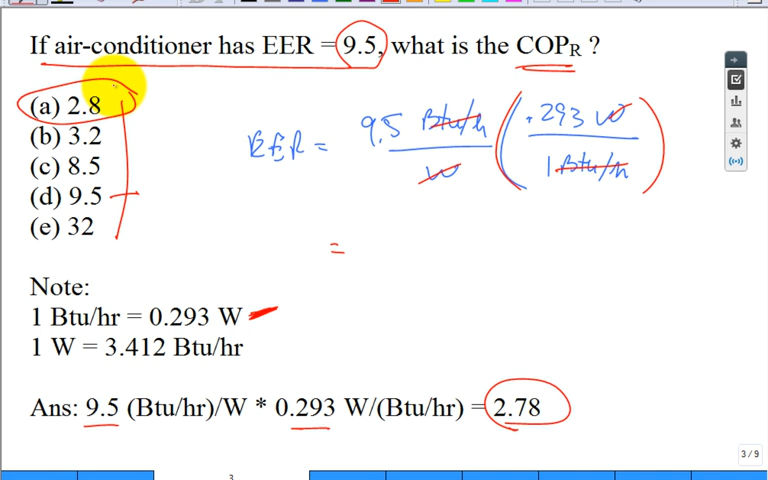 If air-conditioner has EER = 9.5, what is the COPR ?
(a) 2.8
(b) 3.2
(c) 8.5
(d) 9.5
(e) 32
EER = 9.5 Btu/h / W ( .293 W / 1 Btu/h )
=
Note:
1 Btu/hr = 0.293 W
1 W = 3.412 Btu/hr
Ans: 9.5 (Btu/hr)/W * 0.293 W/(Btu/hr) = 2.78
3 / 9
3